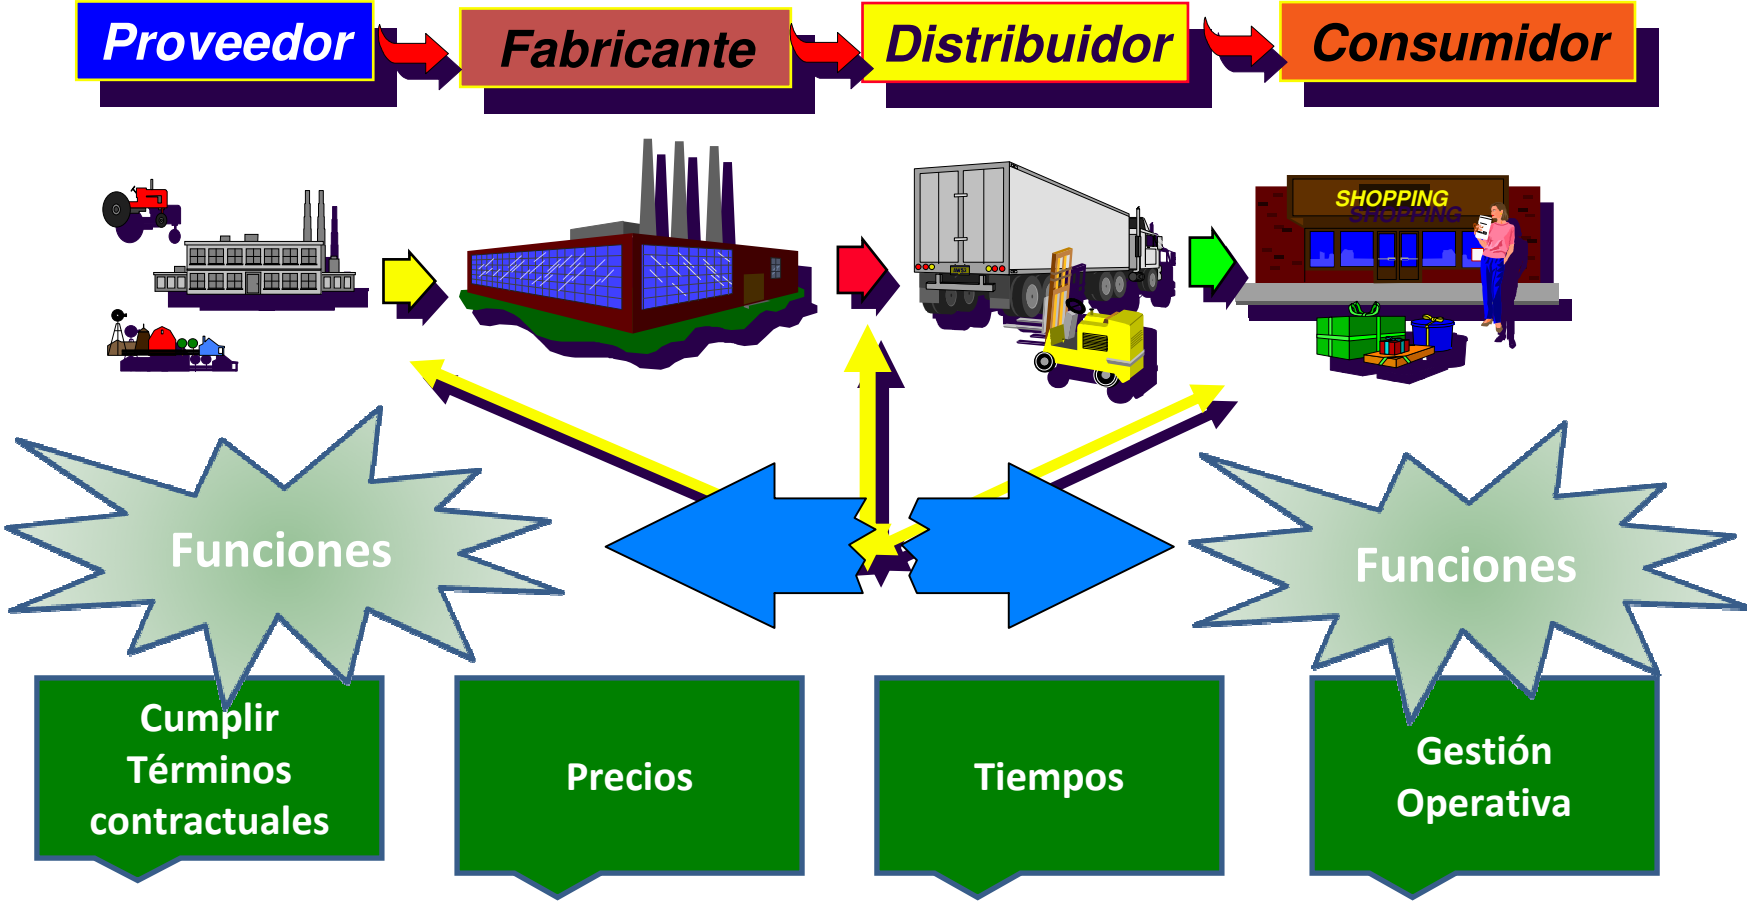 Proveedor
Fabricante
Distribuidor
Consumidor
SHOPPING
Funciones
Funciones
Cumplir
Términos
contractuales
Precios
Tiempos
Gestión
Operativa